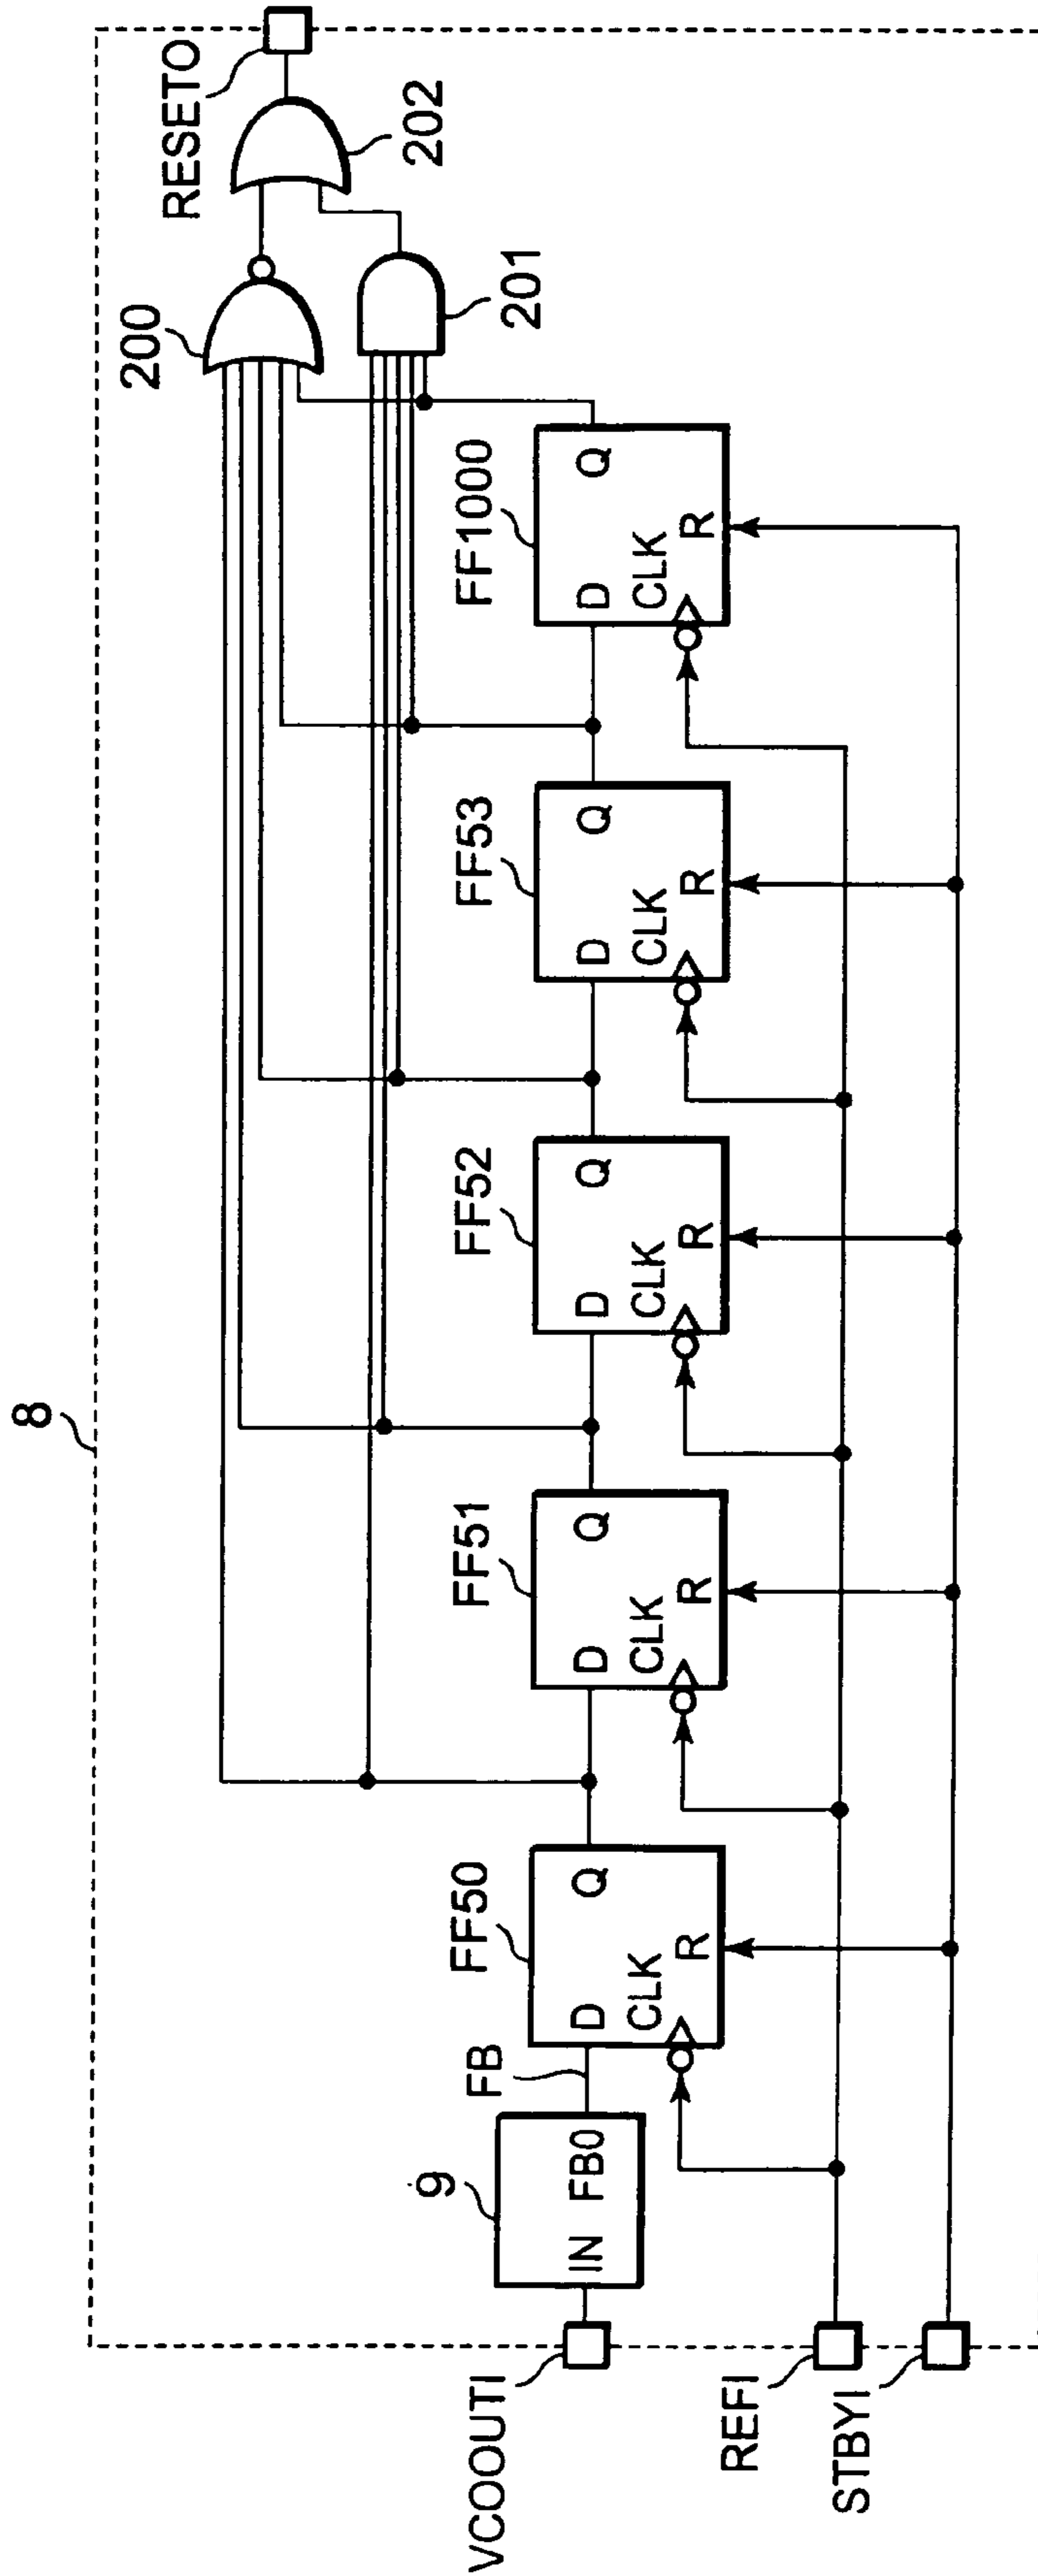 8
RESETO
200
202
201
FF50
FF51
FF52
FF53
FF1000
9
FB
IN FB0
D Q
CLK
R
D Q
CLK
R
D Q
CLK
R
D Q
CLK
R
D Q
CLK
R
VCOOUTI
REFI
STBYI